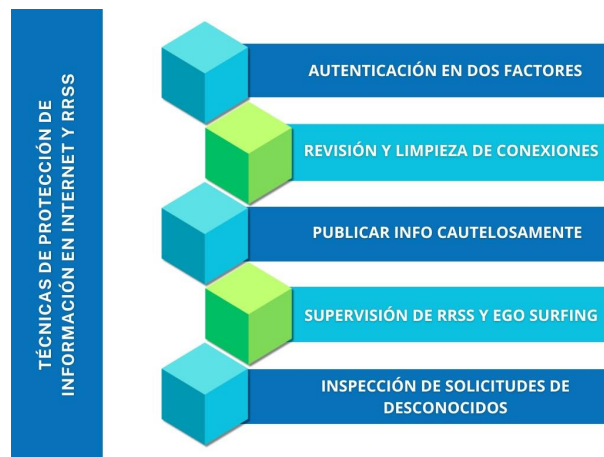 TÉCNICAS DE PROTECCIÓN DE
INFORMACIÓN EN INTERNET Y RRSS
AUTENTICACIÓN EN DOS FACTORES
REVISIÓN Y LIMPIEZA DE CONEXIONES
PUBLICAR INFO CAUTELOSAMENTE
SUPERVISIÓN DE RRSS Y EGO SURFING
INSPECCIÓN DE SOLICITUDES DE
DESCONOCIDOS